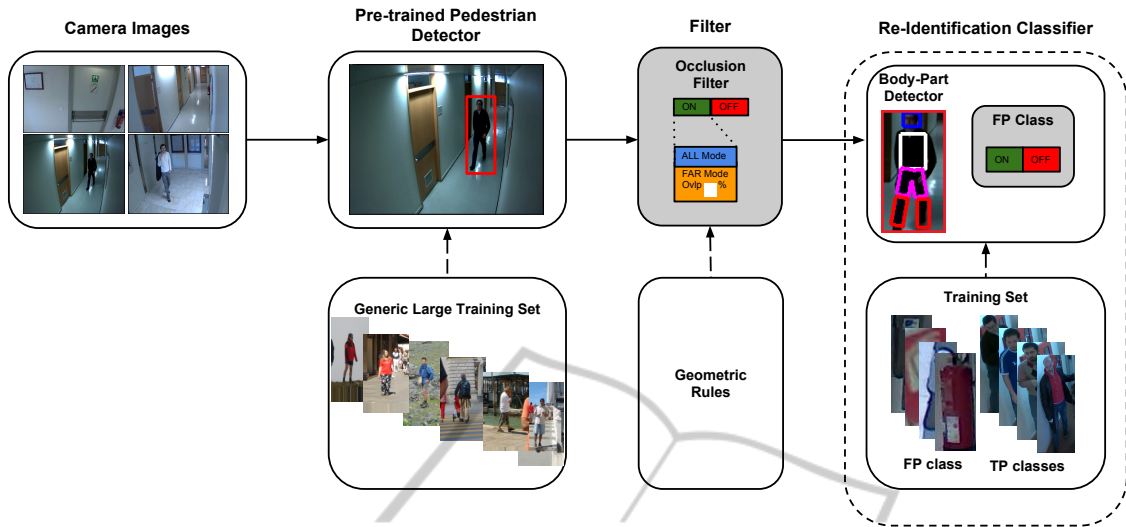 Camera Images
Pre-trained Pedestrian
Detector
Filter
Re-Identification Classifier
Occlusion
Filter
ON OFF
ALL Mode
FAR Mode
Ovlp %
Body-Part
Detector
FP Class
ON OFF
Generic Large Training Set
Geometric
Rules
Training Set
FP class
TP classes